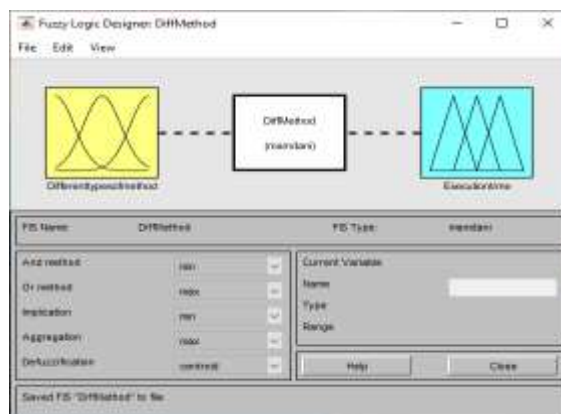 Fuzzy Logic Designer: DiffMethod
File Edit View
DiffMethod
(mamdani)
Differenttypesofmethod
Executiontime
FIS Name: DiffMethod FIS Type: mamdani
And method min
Or method max
Implication min
Aggregation max
Defuzzification centroid
Current Variable
Name
Type
Range
Help Close
Saved FIS "DiffMethod" to file